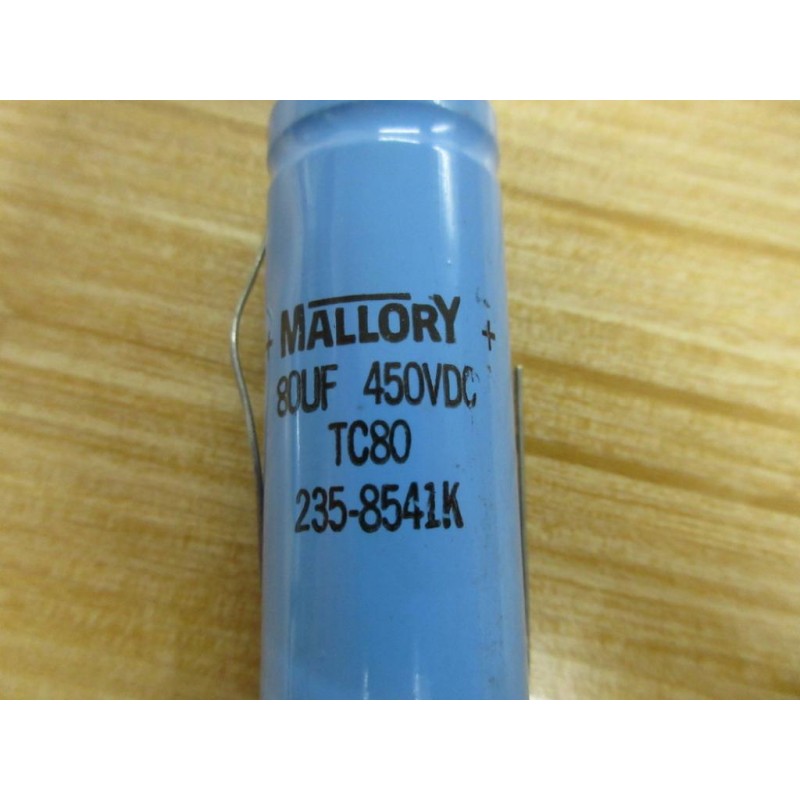 + MALLORY +
80UF 450VDC
TC80
235-8541K